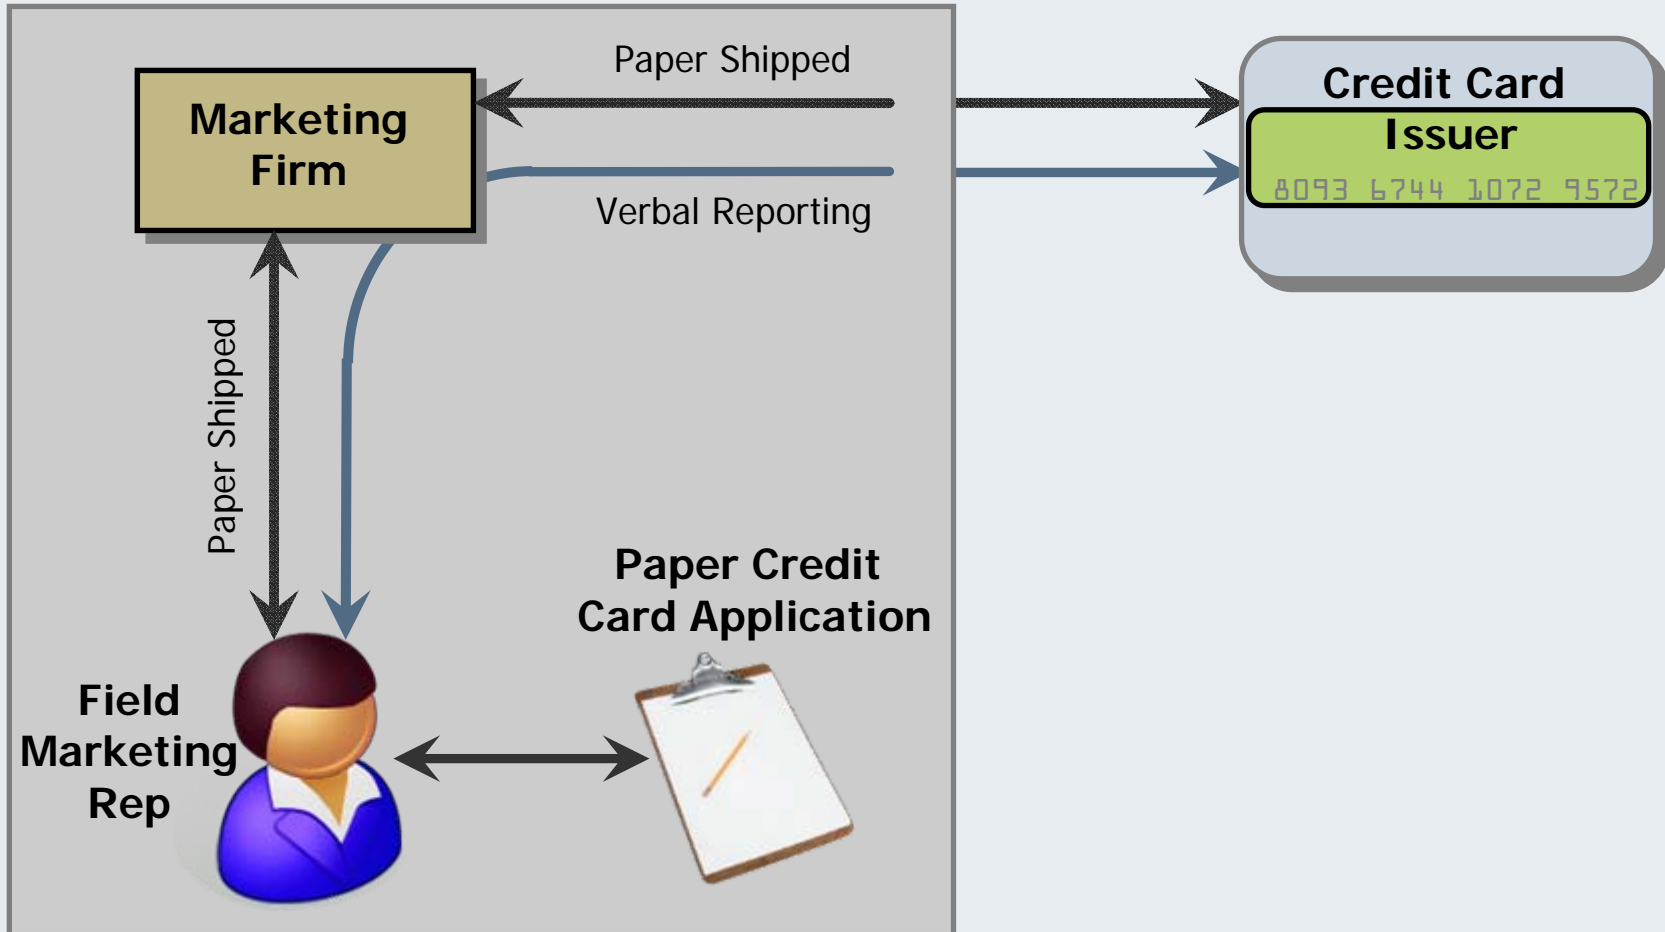 Paper Shipped
Marketing
Firm
Credit Card
Issuer
8093 6744 1072 9572
Verbal Reporting
Paper Shipped
Paper Credit
Card Application
Field
Marketing
Rep